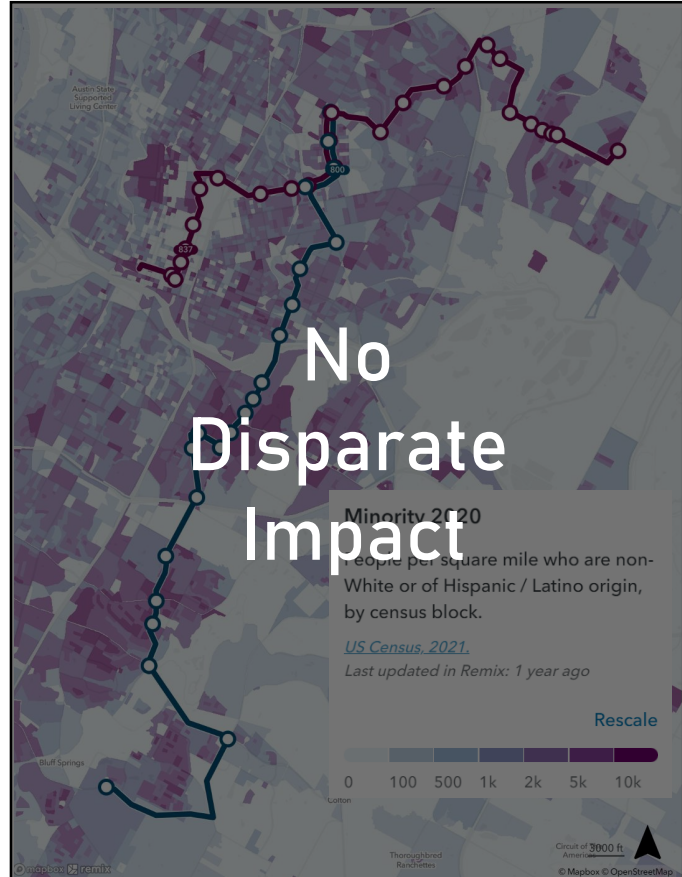 Austin State
Supported
Living Center
800
837
No
Disparate
Impact
Minority 2020
People per square mile who are non-
White or of Hispanic / Latino origin,
by census block.
US Census, 2021.
Last updated in Remix: 1 year ago
Rescale
0 100 500 1k 2k 5k 10k
Bluff Springs
Lofton
Thoroughbred
Ranchettes
Circuit of
Americas
3000 ft
mapbox remix
© Mapbox © OpenStreetMap